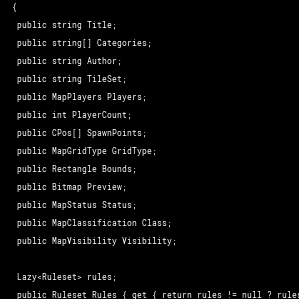 {
public string Title;
public string[] Categories;
public string Author;
public string TileSet;
public MapPlayers Players;
public int PlayerCount;
public CPos[] SpawnPoints;
public MapGridType GridType;
public Rectangle Bounds;
public Bitmap Preview;
public MapStatus Status;
public MapClassification Class;
public MapVisibility Visibility;
Lazy<Ruleset> rules;
public Ruleset Rules { get { return rules != null ? rules